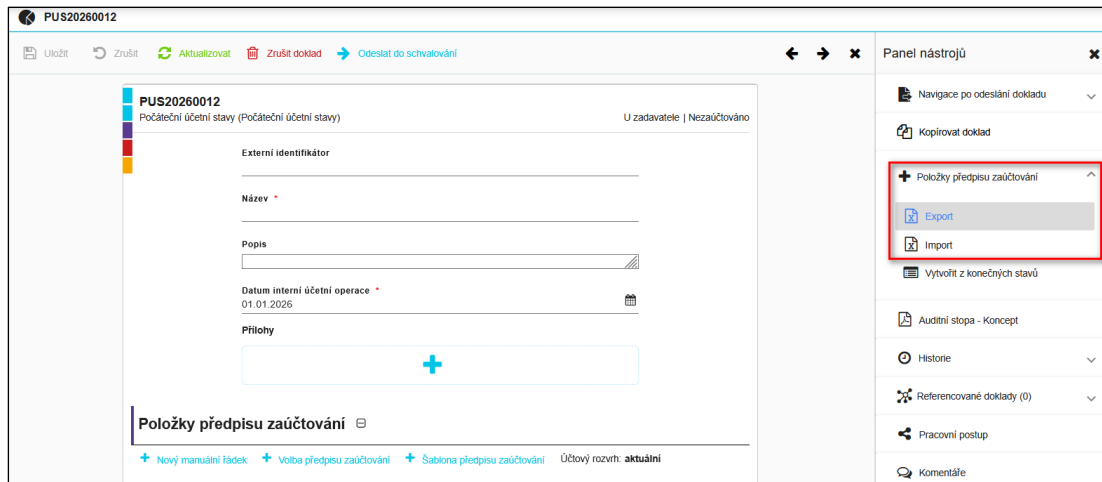 PUS20260012
Uložit Zrušit Aktualizovat Zrušit doklad Odeslat do schvalování
PUS20260012
Počáteční účetní stavy (Počáteční účetní stavy) U zadavatele | Nezaúčtováno
Externí identifikátor
Název *
Popis
Datum interní účetní operace *
01.01.2026
Přílohy
Položky předpisu zaúčtování
Nový manuální řádek Volba předpisu zaúčtování Šablona předpisu zaúčtování Účtový rozvrh: aktuální
Panel nástrojů
Navigace po odeslání dokladu
Kopírovat doklad
Položky předpisu zaúčtování
Export
Import
Vytvořit z konečných stavů
Auditní stopa - Koncept
Historie
Referencované doklady (0)
Pracovní postup
Komentáře